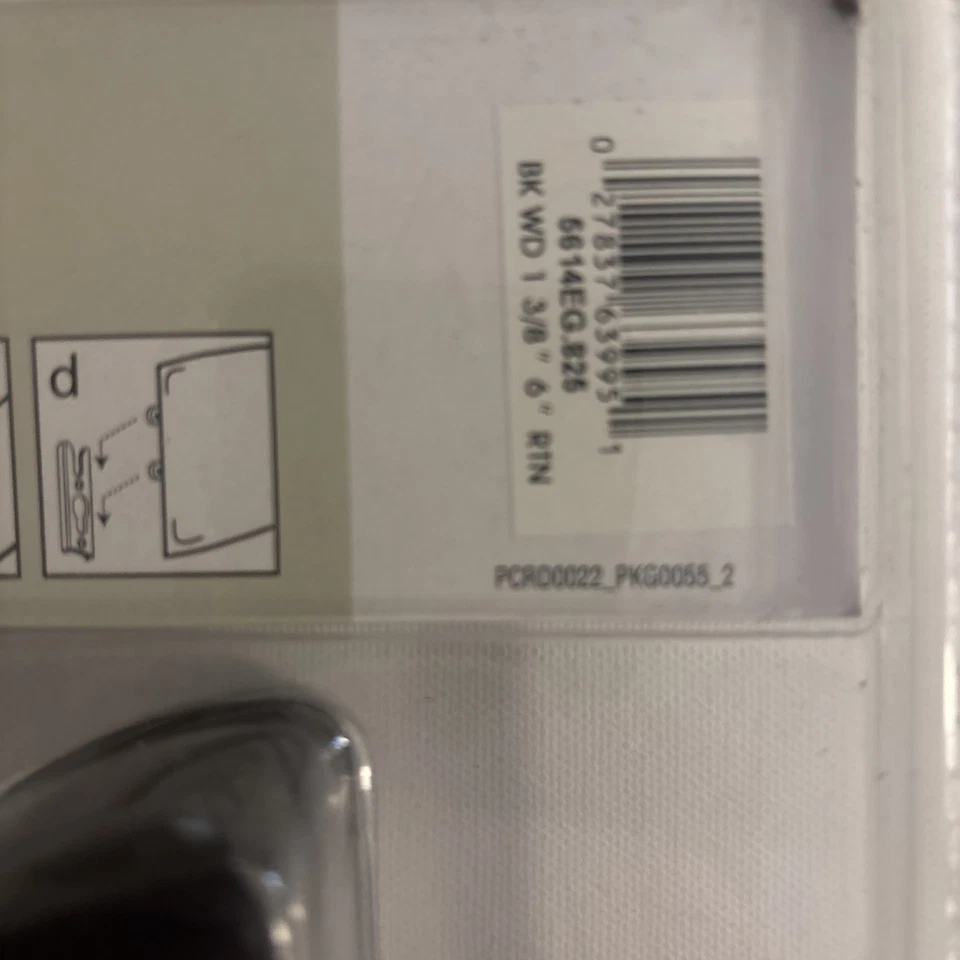 0 27837 63995 1
6614EG.826
BK WD 1 3/8" 6" RTN
PCRD0022_PKG0055_2
d